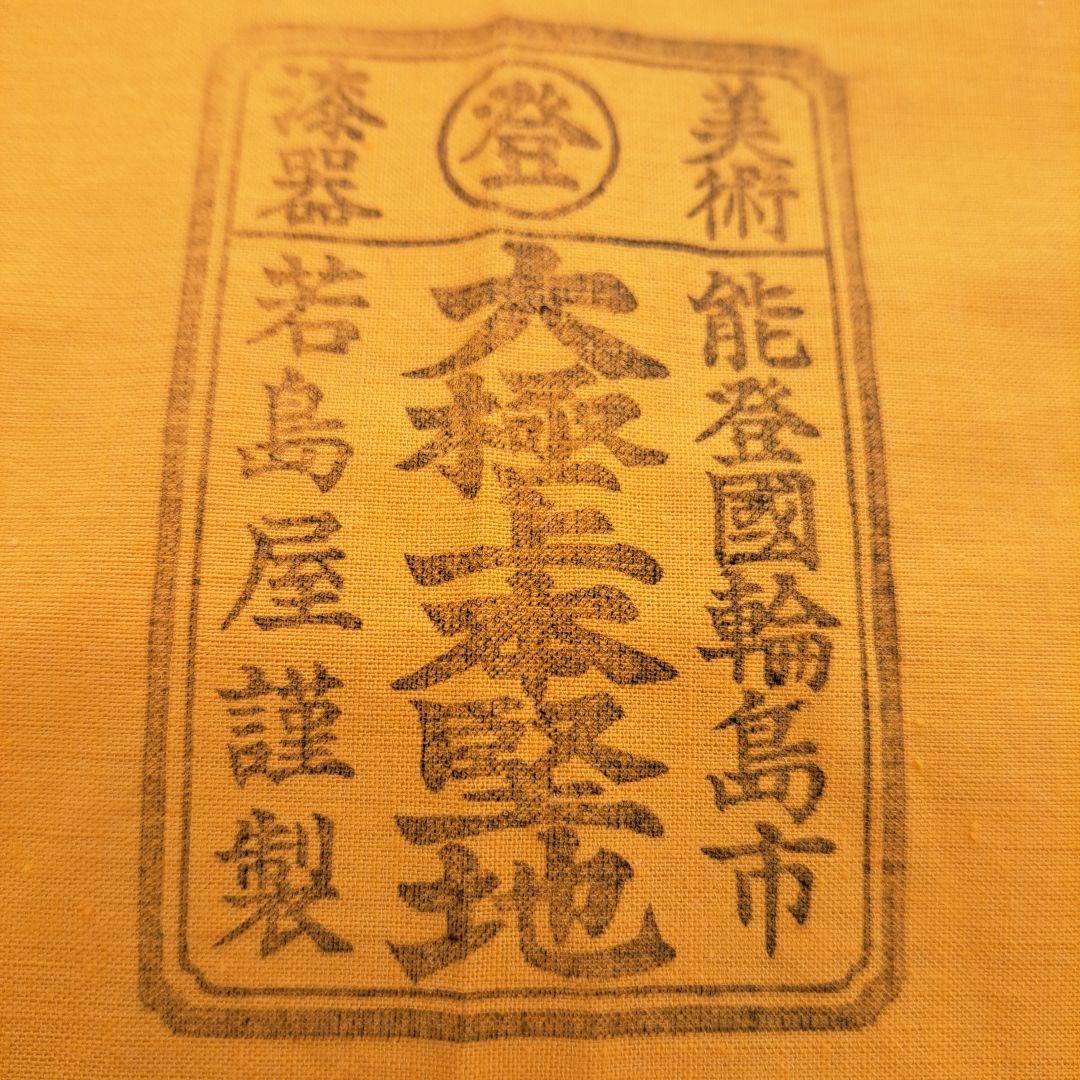 美術
登
漆器
能登國輪島市
大極上本堅地
若島屋謹製